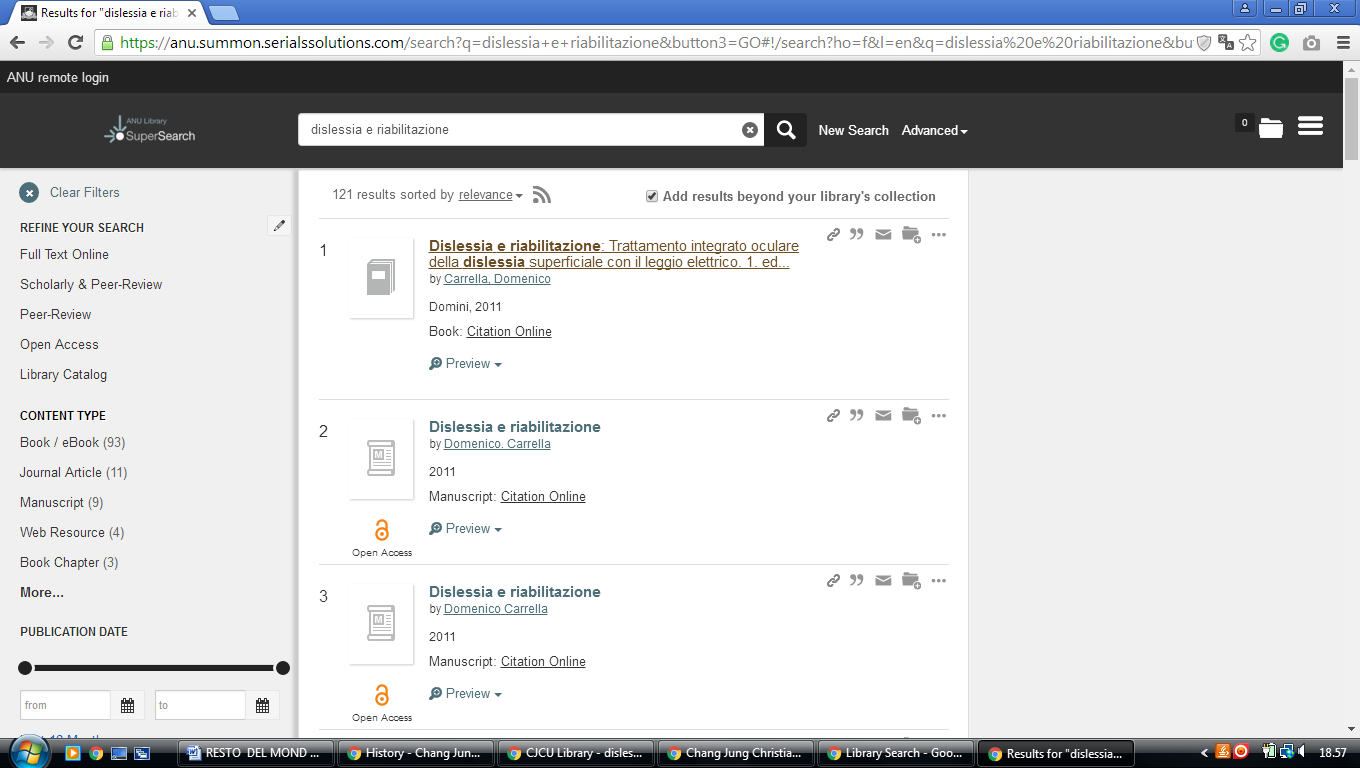 Results for "dislessia e riab
https://anu.summon.serialssolutions.com/search?q=dislessia+e+riabilitazione&button3=GO#!/search?ho=f&l=en&q=dislessia%20e%20riabilitazione&bu
ANU remote login
ANU Library
SuperSearch
dislessia e riabilitazione
New Search
Advanced
0
Clear Filters
REFINE YOUR SEARCH
Full Text Online
Scholarly & Peer-Review
Peer-Review
Open Access
Library Catalog
CONTENT TYPE
Book / eBook (93)
Journal Article (11)
Manuscript (9)
Web Resource (4)
Book Chapter (3)
More...
PUBLICATION DATE
from
to
121 results sorted by relevance
Add results beyond your library's collection
1
Dislessia e riabilitazione: Trattamento integrato oculare
della dislessia superficiale con il leggio elettrico. 1. ed...
by Carrella, Domenico
Domini, 2011
Book: Citation Online
Preview
2
Dislessia e riabilitazione
by Domenico. Carrella
2011
Manuscript: Citation Online
Preview
Open Access
3
Dislessia e riabilitazione
by Domenico Carrella
2011
Manuscript: Citation Online
Preview
Open Access
RESTO DEL MOND ...
History - Chang Jun...
CJCU Library - disles...
Chang Jung Christia...
Library Search - Goo...
Results for "dislessia...
18.57